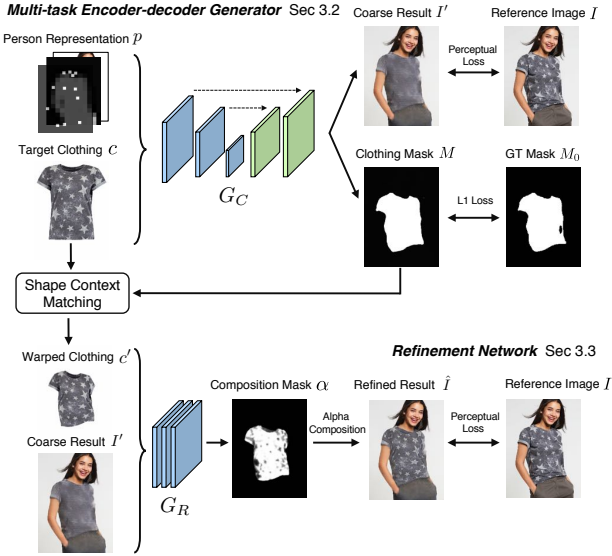 Multi-task Encoder-decoder Generator Sec 3.2
Person Representation p
Coarse Result I′
Reference Image I
Perceptual
Loss
Target Clothing c
G_C
Clothing Mask M
GT Mask M_0
L1 Loss
Shape Context
Matching
Refinement Network Sec 3.3
Warped Clothing c′
Coarse Result I′
G_R
Composition Mask α
Alpha
Composition
Refined Result Î
Perceptual
Loss
Reference Image I